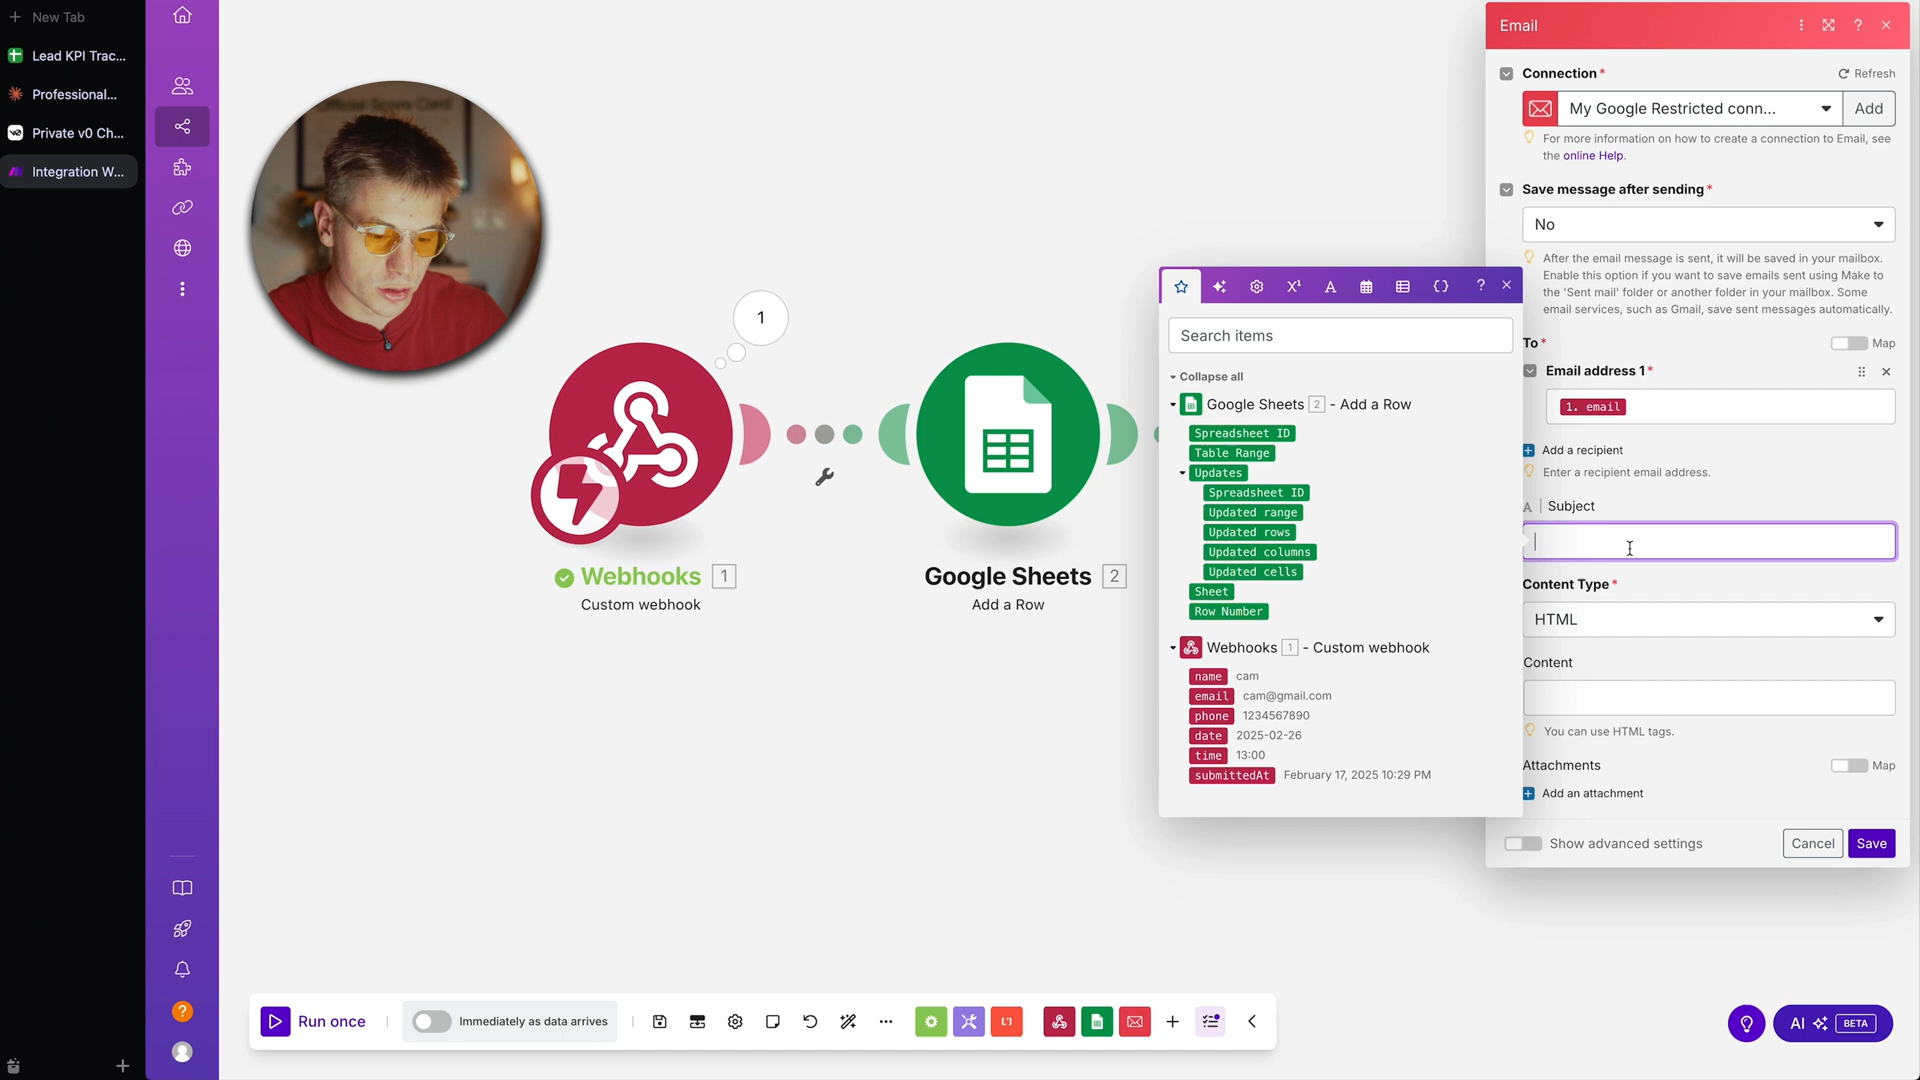 New Tab
Lead KPI Trac...
Professional...
Private v0 Ch...
Integration W...
1
Webhooks 1
Custom webhook
Google Sheets 2
Add a Row
Search items
Collapse all
Google Sheets 2 - Add a Row
Spreadsheet ID
Table Range
Updates
Spreadsheet ID
Updated range
Updated rows
Updated columns
Updated cells
Sheet
Row Number
Webhooks 1 - Custom webhook
name cam
email cam@gmail.com
phone 1234567890
date 2025-02-26
time 13:00
submittedAt February 17, 2025 10:29 PM
Email
Connection* Refresh
My Google Restricted conn... Add
For more information on how to create a connection to Email, see
the online Help.
Save message after sending*
No
After the email message is sent, it will be saved in your mailbox.
Enable this option if you want to save emails sent using Make to
the 'Sent mail' folder or another folder in your mailbox. Some
email services, such as Gmail, save sent messages automatically.
To* Map
Email address 1*
1. email
Add a recipient
Enter a recipient email address.
A | Subject
Content Type*
HTML
Content
You can use HTML tags.
Attachments Map
Add an attachment
Show advanced settings Cancel Save
Run once Immediately as data arrives
AI BETA